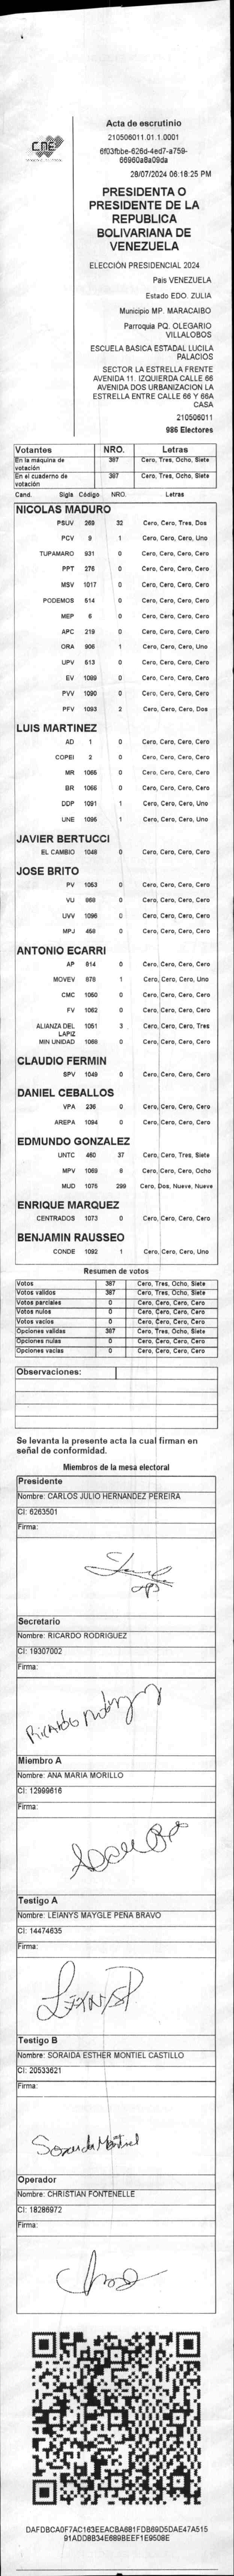 CNE
Acta de escrutinio
210506011.01.1.0001
6f03fbbe-626d-4ed7-a759-
66960a8a09da
28/07/2024 06:18:25 PM
PRESIDENTA O
PRESIDENTE DE LA
REPUBLICA
BOLIVARIANA DE
VENEZUELA
ELECCIÓN PRESIDENCIAL 2024
Pais VENEZUELA
Estado EDO. ZULIA
Municipio MP. MARACAIBO
Parroquia PQ. OLEGARIO
VILLALOBOS
ESCUELA BASICA ESTADAL LUCILA
PALACIOS
SECTOR LA ESTRELLA FRENTE
AVENIDA 11. IZQUIERDA CALLE 66
AVENIDA DOS URBANIZACION LA
ESTRELLA ENTRE CALLE 66 Y 66A
CASA
210506011
986 Electores
Votantes NRO. Letras
En la máquina de votación 387 Cero, Tres, Ocho, Siete
En el cuaderno de votación 387 Cero, Tres, Ocho, Siete
Cand. Sigla Código NRO. Letras
NICOLAS MADURO
PSUV 269 32 Cero, Cero, Tres, Dos
PCV 9 1 Cero, Cero, Cero, Uno
TUPAMARO 931 0 Cero, Cero, Cero, Cero
PPT 276 0 Cero, Cero, Cero, Cero
MSV 1017 0 Cero, Cero, Cero, Cero
PODEMOS 514 0 Cero, Cero, Cero, Cero
MEP 6 0 Cero, Cero, Cero, Cero
APC 219 0 Cero, Cero, Cero, Cero
ORA 906 1 Cero, Cero, Cero, Uno
UPV 513 0 Cero, Cero, Cero, Cero
EV 1089 0 Cero, Cero, Cero, Cero
PVV 1090 0 Cero, Cero, Cero, Cero
PFV 1093 2 Cero, Cero, Cero, Dos
LUIS MARTINEZ
AD 1 0 Cero, Cero, Cero, Cero
COPEI 2 0 Cero, Cero, Cero, Cero
MR 1065 0 Cero, Cero, Cero, Cero
BR 1066 0 Cero, Cero, Cero, Cero
DDP 1091 1 Cero, Cero, Cero, Uno
UNE 1095 1 Cero, Cero, Cero, Uno
JAVIER BERTUCCI
EL CAMBIO 1048 0 Cero, Cero, Cero, Cero
JOSE BRITO
PV 1053 0 Cero, Cero, Cero, Cero
VU 868 0 Cero, Cero, Cero, Cero
UVV 1096 0 Cero, Cero, Cero, Cero
MPJ 458 0 Cero, Cero, Cero, Cero
ANTONIO ECARRI
AP 814 0 Cero, Cero, Cero, Cero
MOVEV 878 1 Cero, Cero, Cero, Uno
CMC 1050 0 Cero, Cero, Cero, Cero
FV 1062 0 Cero, Cero, Cero, Cero
ALIANZA DEL LAPIZ 1051 3 Cero, Cero, Cero, Tres
MIN UNIDAD 1068 0 Cero, Cero, Cero, Cero
CLAUDIO FERMIN
SPV 1049 0 Cero, Cero, Cero, Cero
DANIEL CEBALLOS
VPA 236 0 Cero, Cero, Cero, Cero
AREPA 1094 0 Cero, Cero, Cero, Cero
EDMUNDO GONZALEZ
UNTC 460 37 Cero, Cero, Tres, Siete
MPV 1069 8 Cero, Cero, Cero, Ocho
MUD 1075 299 Cero, Dos, Nueve, Nueve
ENRIQUE MARQUEZ
CENTRADOS 1073 0 Cero, Cero, Cero, Cero
BENJAMIN RAUSSEO
CONDE 1092 1 Cero, Cero, Cero, Uno
Resumen de votos
Votos 387 Cero, Tres, Ocho, Siete
Votos validos 387 Cero, Tres, Ocho, Siete
Votos parciales 0 Cero, Cero, Cero, Cero
Votos nulos 0 Cero, Cero, Cero, Cero
Votos vacios 0 Cero, Cero, Cero, Cero
Opciones validas 387 Cero, Tres, Ocho, Siete
Opciones nulas 0 Cero, Cero, Cero, Cero
Opciones vacias 0 Cero, Cero, Cero, Cero
Observaciones:
Se levanta la presente acta la cual firman en
señal de conformidad.
Miembros de la mesa electoral
Presidente
Nombre: CARLOS JULIO HERNANDEZ PEREIRA
CI: 6263501
Firma:
Secretario
Nombre: RICARDO RODRIGUEZ
CI: 19307002
Firma:
Ricardo Rodriguez
Miembro A
Nombre: ANA MARIA MORILLO
CI: 12999616
Firma:
Testigo A
Nombre: LEIANYS MAYGLE PENA BRAVO
CI: 14474635
Firma:
Testigo B
Nombre: SORAIDA ESTHER MONTIEL CASTILLO
CI: 20533621
Firma:
Soraida Montiel
Operador
Nombre: CHRISTIAN FONTENELLE
CI: 18286972
Firma:
DAFDBCA0F7AC163EEACBA681FDB69D5DAE47A515
91ADD8B34E689BEEF1E9508E